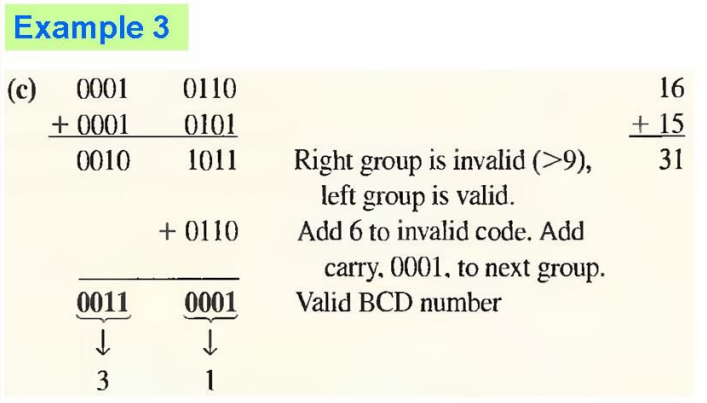 Example 3
(c) 0001 0110 16
+ 0001 0101 + 15
0010 1011 Right group is invalid (>9), 31
left group is valid.
+ 0110 Add 6 to invalid code. Add
carry, 0001, to next group.
0011 0001 Valid BCD number
↓ ↓
3 1